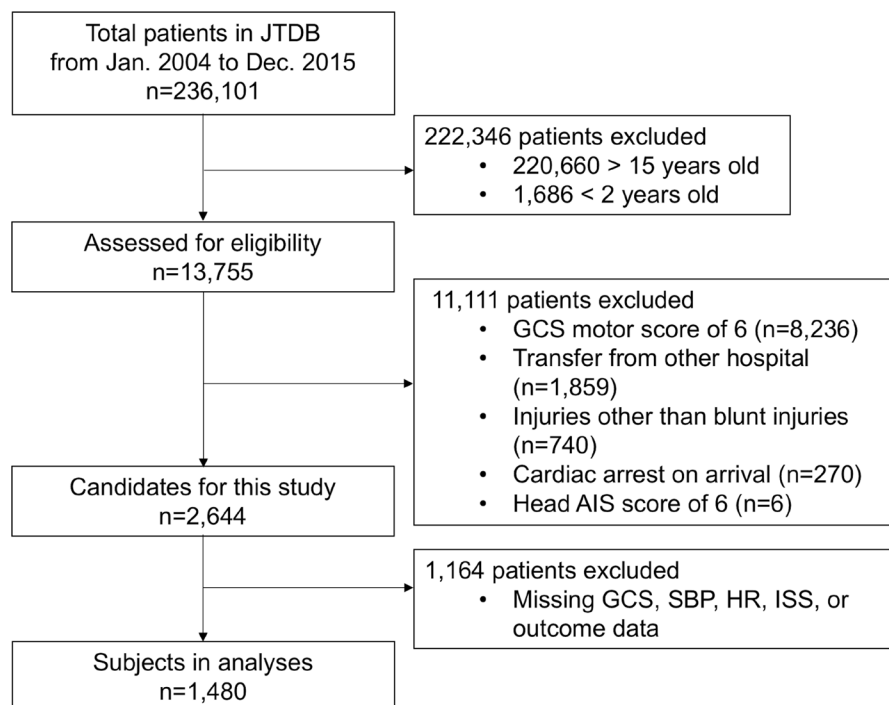 Total patients in JTDB
from Jan. 2004 to Dec. 2015
n=236,101
222,346 patients excluded
• 220,660 > 15 years old
• 1,686 < 2 years old
Assessed for eligibility
n=13,755
11,111 patients excluded
• GCS motor score of 6 (n=8,236)
• Transfer from other hospital
(n=1,859)
• Injuries other than blunt injuries
(n=740)
• Cardiac arrest on arrival (n=270)
• Head AIS score of 6 (n=6)
Candidates for this study
n=2,644
1,164 patients excluded
• Missing GCS, SBP, HR, ISS, or
outcome data
Subjects in analyses
n=1,480